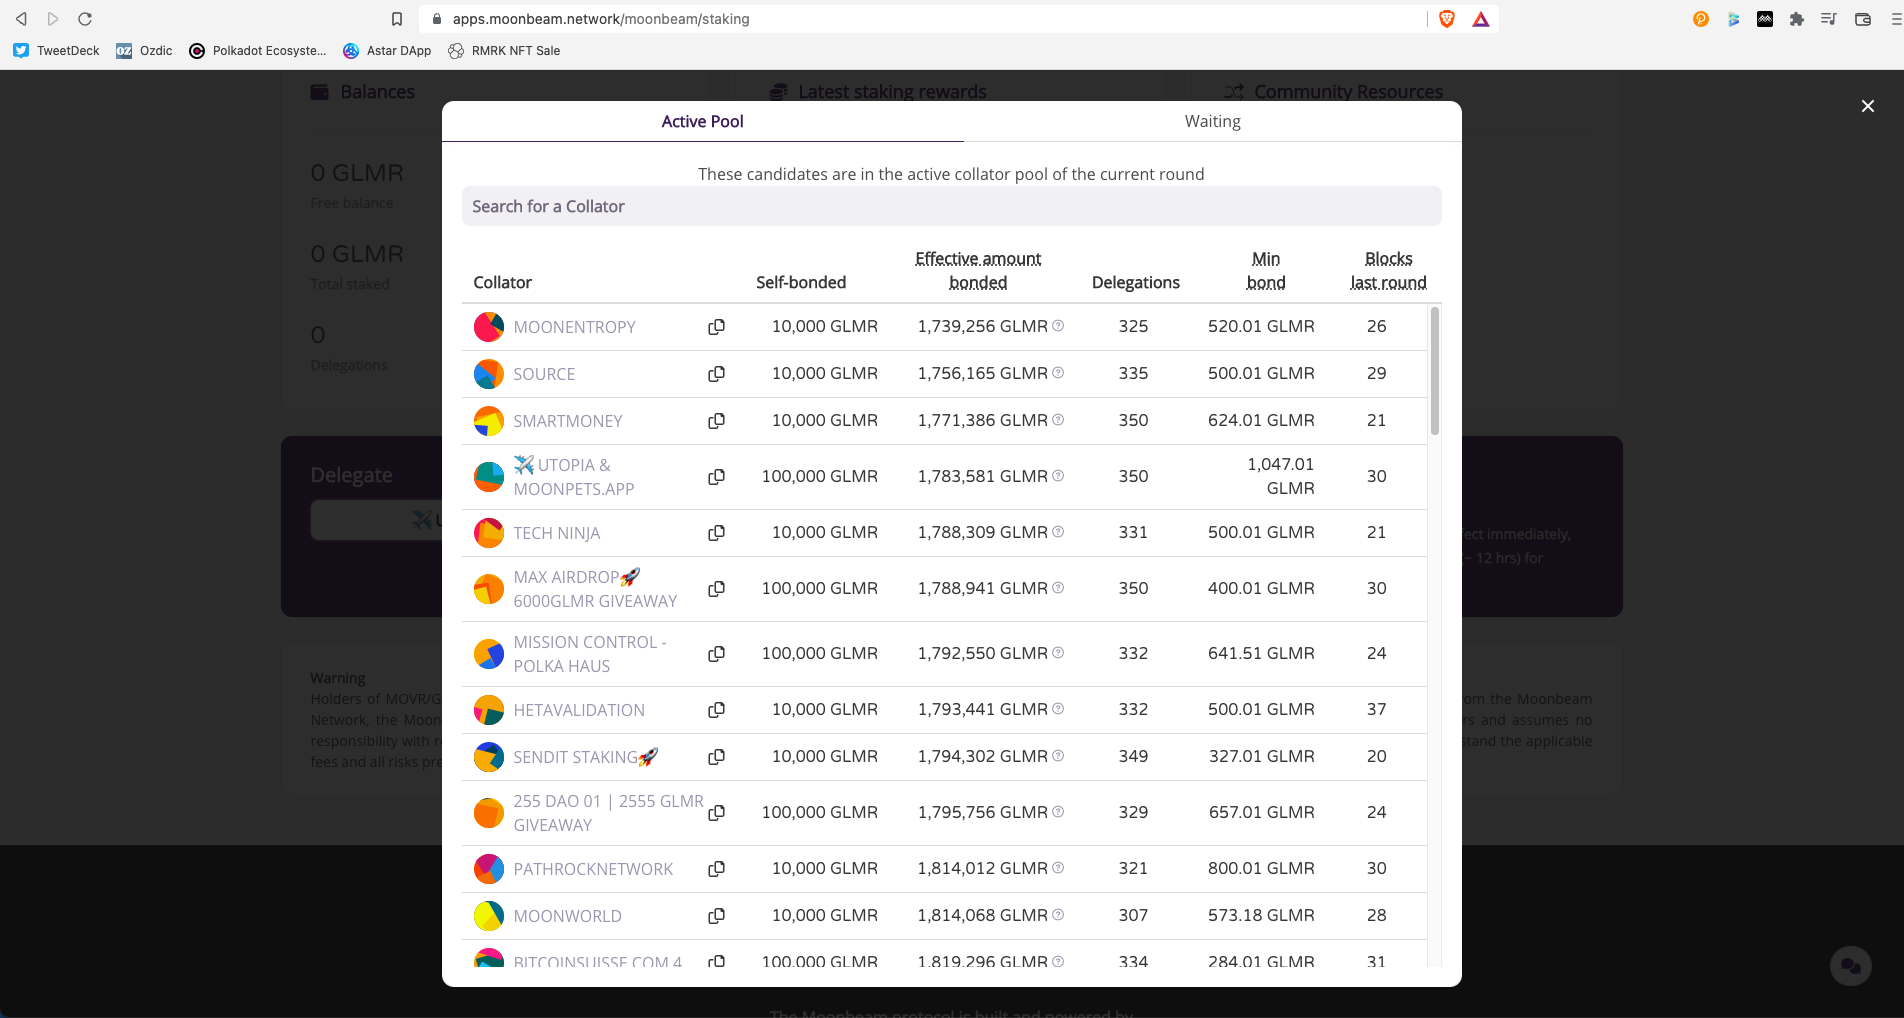 apps.moonbeam.network/moonbeam/staking
TweetDeck
Ozdic
Polkadot Ecosyste...
Astar DApp
RMRK NFT Sale
Balances
Latest staking rewards
Community Resources
0 GLMR
Free balance
0 GLMR
Total staked
0
Delegations
Delegate
Warning
Holders of MOVR/G
Network, the Moon
responsibility with re
fees and all risks pre
Active Pool
Waiting
These candidates are in the active collator pool of the current round
Search for a Collator
Collator Self-bonded Effective amount bonded Delegations Min bond Blocks last round
MOONENTROPY 10,000 GLMR 1,739,256 GLMR 325 520.01 GLMR 26
SOURCE 10,000 GLMR 1,756,165 GLMR 335 500.01 GLMR 29
SMARTMONEY 10,000 GLMR 1,771,386 GLMR 350 624.01 GLMR 21
✈️UTOPIA & MOONPETS.APP 100,000 GLMR 1,783,581 GLMR 350 1,047.01 GLMR 30
TECH NINJA 10,000 GLMR 1,788,309 GLMR 331 500.01 GLMR 21
MAX AIRDROP🚀 6000GLMR GIVEAWAY 100,000 GLMR 1,788,941 GLMR 350 400.01 GLMR 30
MISSION CONTROL - POLKA HAUS 100,000 GLMR 1,792,550 GLMR 332 641.51 GLMR 24
HETAVALIDATION 10,000 GLMR 1,793,441 GLMR 332 500.01 GLMR 37
SENDIT STAKING🚀 10,000 GLMR 1,794,302 GLMR 349 327.01 GLMR 20
255 DAO 01 | 2555 GLMR GIVEAWAY 100,000 GLMR 1,795,756 GLMR 329 657.01 GLMR 24
PATHROCKNETWORK 10,000 GLMR 1,814,012 GLMR 321 800.01 GLMR 30
MOONWORLD 10,000 GLMR 1,814,068 GLMR 307 573.18 GLMR 28
BITCOINSUISSE.COM 4 100,000 GLMR 1,819,296 GLMR 334 284.01 GLMR 31
fect immediately,
(~ 12 hrs) for
rom the Moonbeam
rs and assumes no
stand the applicable
The Moonbeam protocol is built and powered by